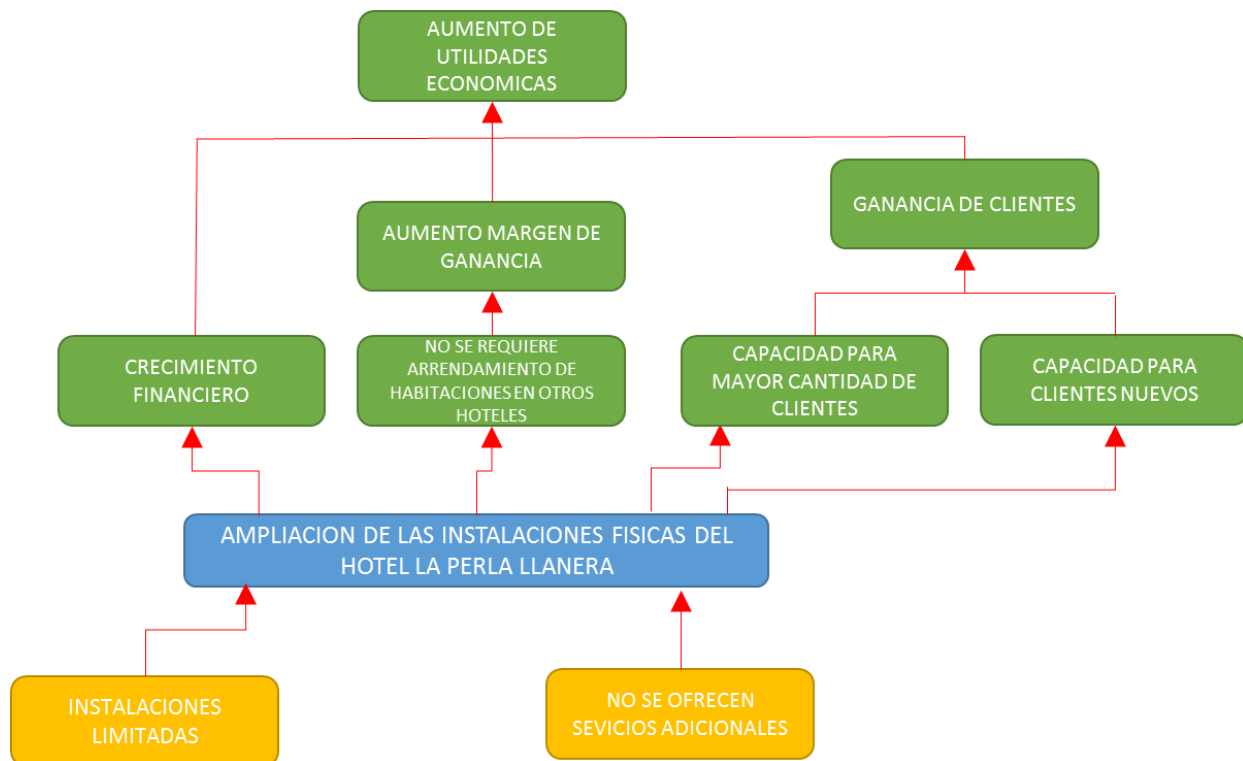 AUMENTO DE
UTILIDADES
ECONOMICAS
GANANCIA DE CLIENTES
AUMENTO MARGEN DE
GANANCIA
CRECIMIENTO
FINANCIERO
NO SE REQUIERE
ARRENDAMIENTO DE
HABITACIONES EN OTROS
HOTELES
CAPACIDAD PARA
MAYOR CANTIDAD DE
CLIENTES
CAPACIDAD PARA
CLIENTES NUEVOS
AMPLIACION DE LAS INSTALACIONES FISICAS DEL
HOTEL LA PERLA LLANERA
INSTALACIONES
LIMITADAS
NO SE OFRECEN
SEVICIOS ADICIONALES